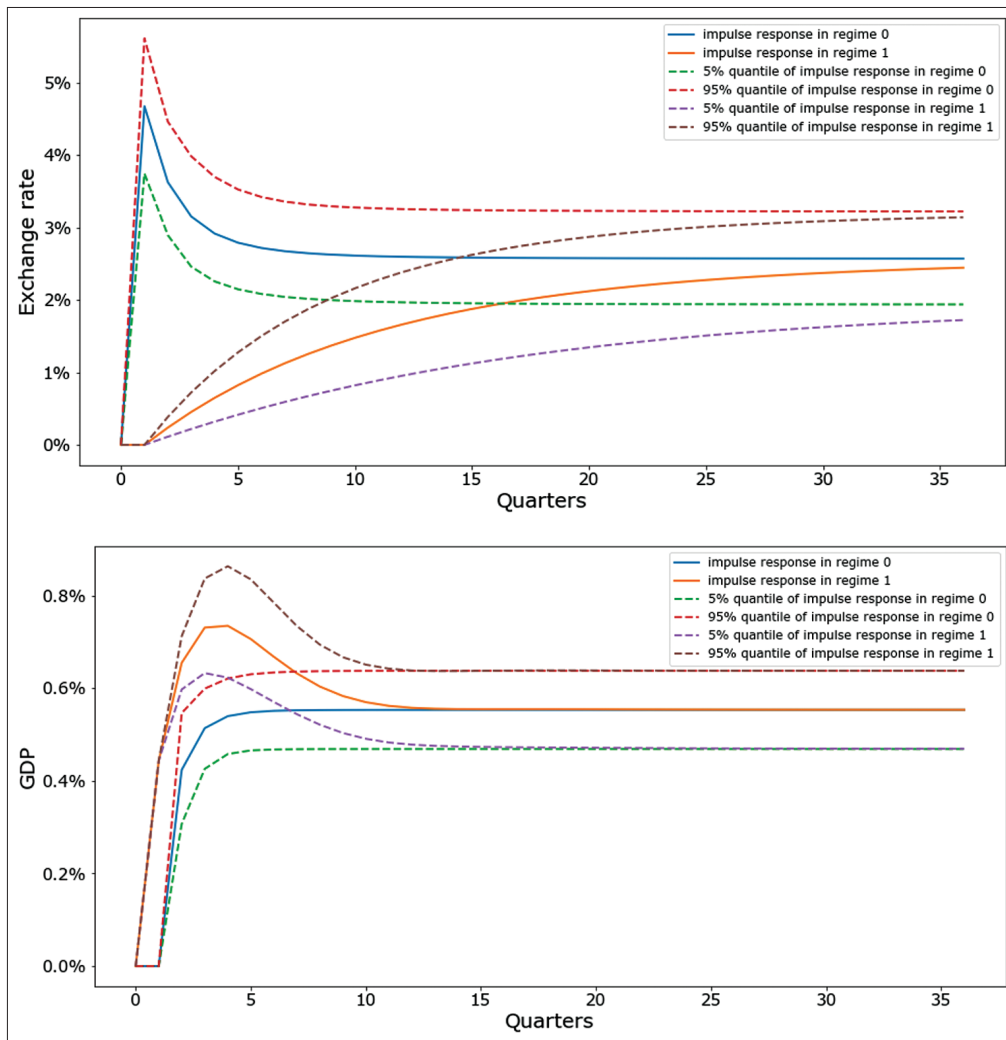 impulse response in regime 0
impulse response in regime 1
5% quantile of impulse response in regime 0
95% quantile of impulse response in regime 0
5% quantile of impulse response in regime 1
95% quantile of impulse response in regime 1
5%
4%
3%
2%
1%
0%
Exchange rate
0 5 10 15 20 25 30 35
Quarters
impulse response in regime 0
impulse response in regime 1
5% quantile of impulse response in regime 0
95% quantile of impulse response in regime 0
5% quantile of impulse response in regime 1
95% quantile of impulse response in regime 1
0.8%
0.6%
0.4%
0.2%
0.0%
GDP
0 5 10 15 20 25 30 35
Quarters